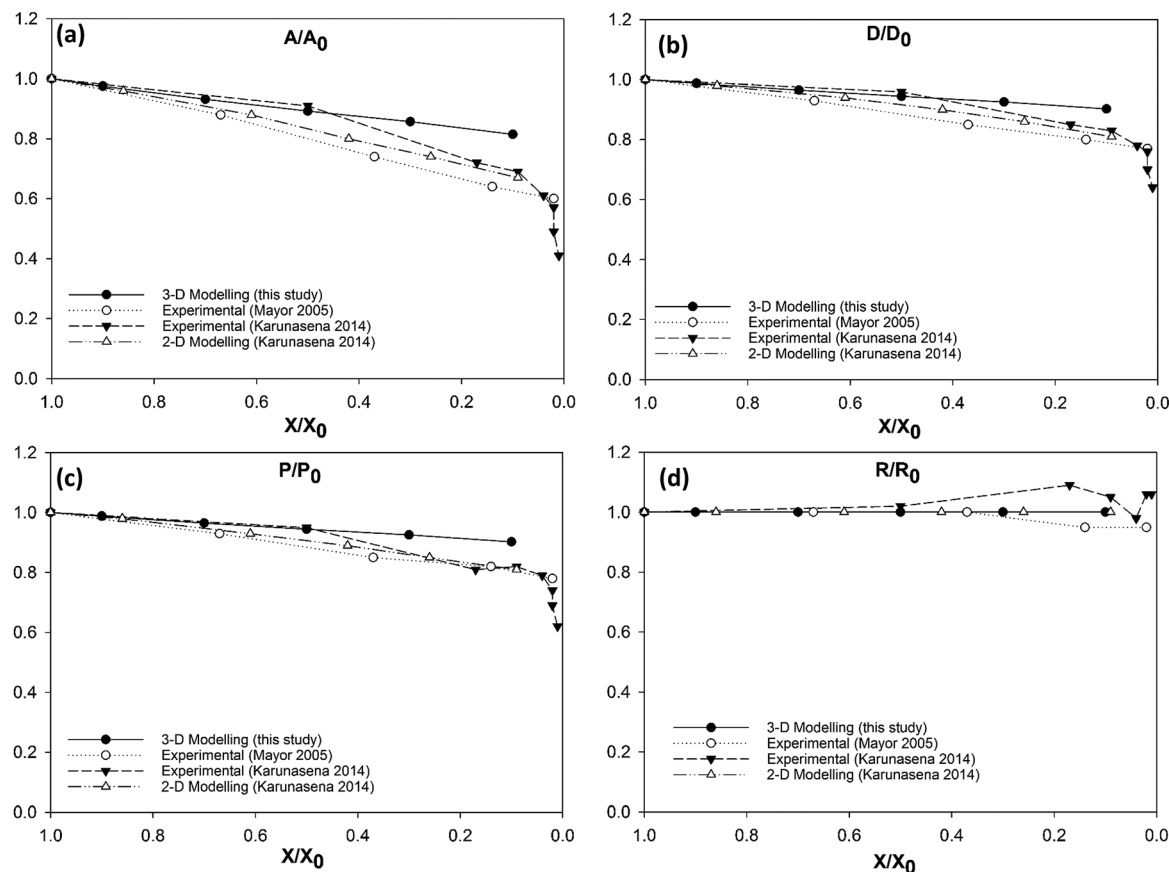 (a)
A/A0
1.2
1.0
0.8
0.6
0.4
0.2
0.0
3-D Modelling (this study)
Experimental (Mayor 2005)
Experimental (Karunasena 2014)
2-D Modelling (Karunasena 2014)
1.0 0.8 0.6 0.4 0.2 0.0
X/X0
(b)
D/D0
1.2
1.0
0.8
0.6
0.4
0.2
0.0
3-D Modelling (this study)
Experimental (Mayor 2005)
Experimental (Karunasena 2014)
2-D Modelling (Karunasena 2014)
1.0 0.8 0.6 0.4 0.2 0.0
X/X0
(c)
P/P0
1.2
1.0
0.8
0.6
0.4
0.2
0.0
3-D Modelling (this study)
Experimental (Mayor 2005)
Experimental (Karunasena 2014)
2-D Modelling (Karunasena 2014)
1.0 0.8 0.6 0.4 0.2 0.0
X/X0
(d)
R/R0
1.2
1.0
0.8
0.6
0.4
0.2
0.0
3-D Modelling (this study)
Experimental (Mayor 2005)
Experimental (Karunasena 2014)
2-D Modelling (Karunasena 2014)
1.0 0.8 0.6 0.4 0.2 0.0
X/X0